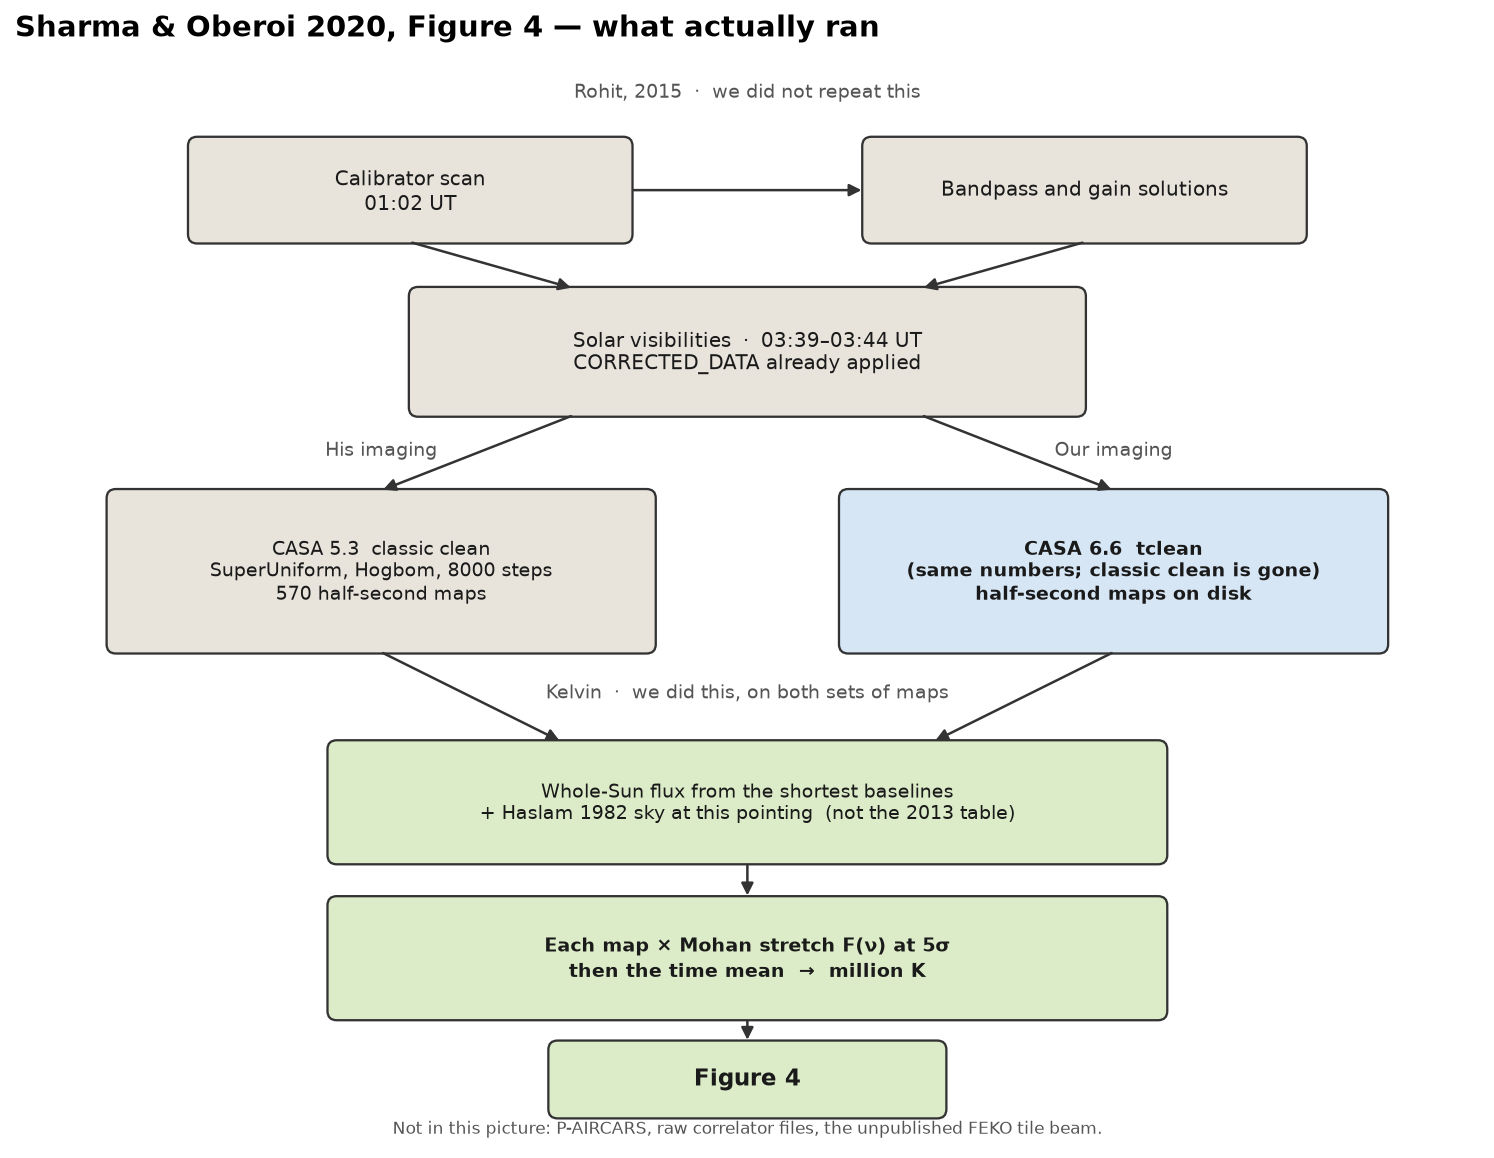 Sharma & Oberoi 2020, Figure 4 — what actually ran
Rohit, 2015 · we did not repeat this
Calibrator scan
01:02 UT
Bandpass and gain solutions
Solar visibilities · 03:39–03:44 UT
CORRECTED_DATA already applied
His imaging
Our imaging
CASA 5.3 classic clean
SuperUniform, Hogbom, 8000 steps
570 half-second maps
CASA 6.6 tclean
(same numbers; classic clean is gone)
half-second maps on disk
Kelvin · we did this, on both sets of maps
Whole-Sun flux from the shortest baselines
+ Haslam 1982 sky at this pointing (not the 2013 table)
Each map × Mohan stretch F(ν) at 5σ
then the time mean → million K
Figure 4
Not in this picture: P-AIRCARS, raw correlator files, the unpublished FEKO tile beam.